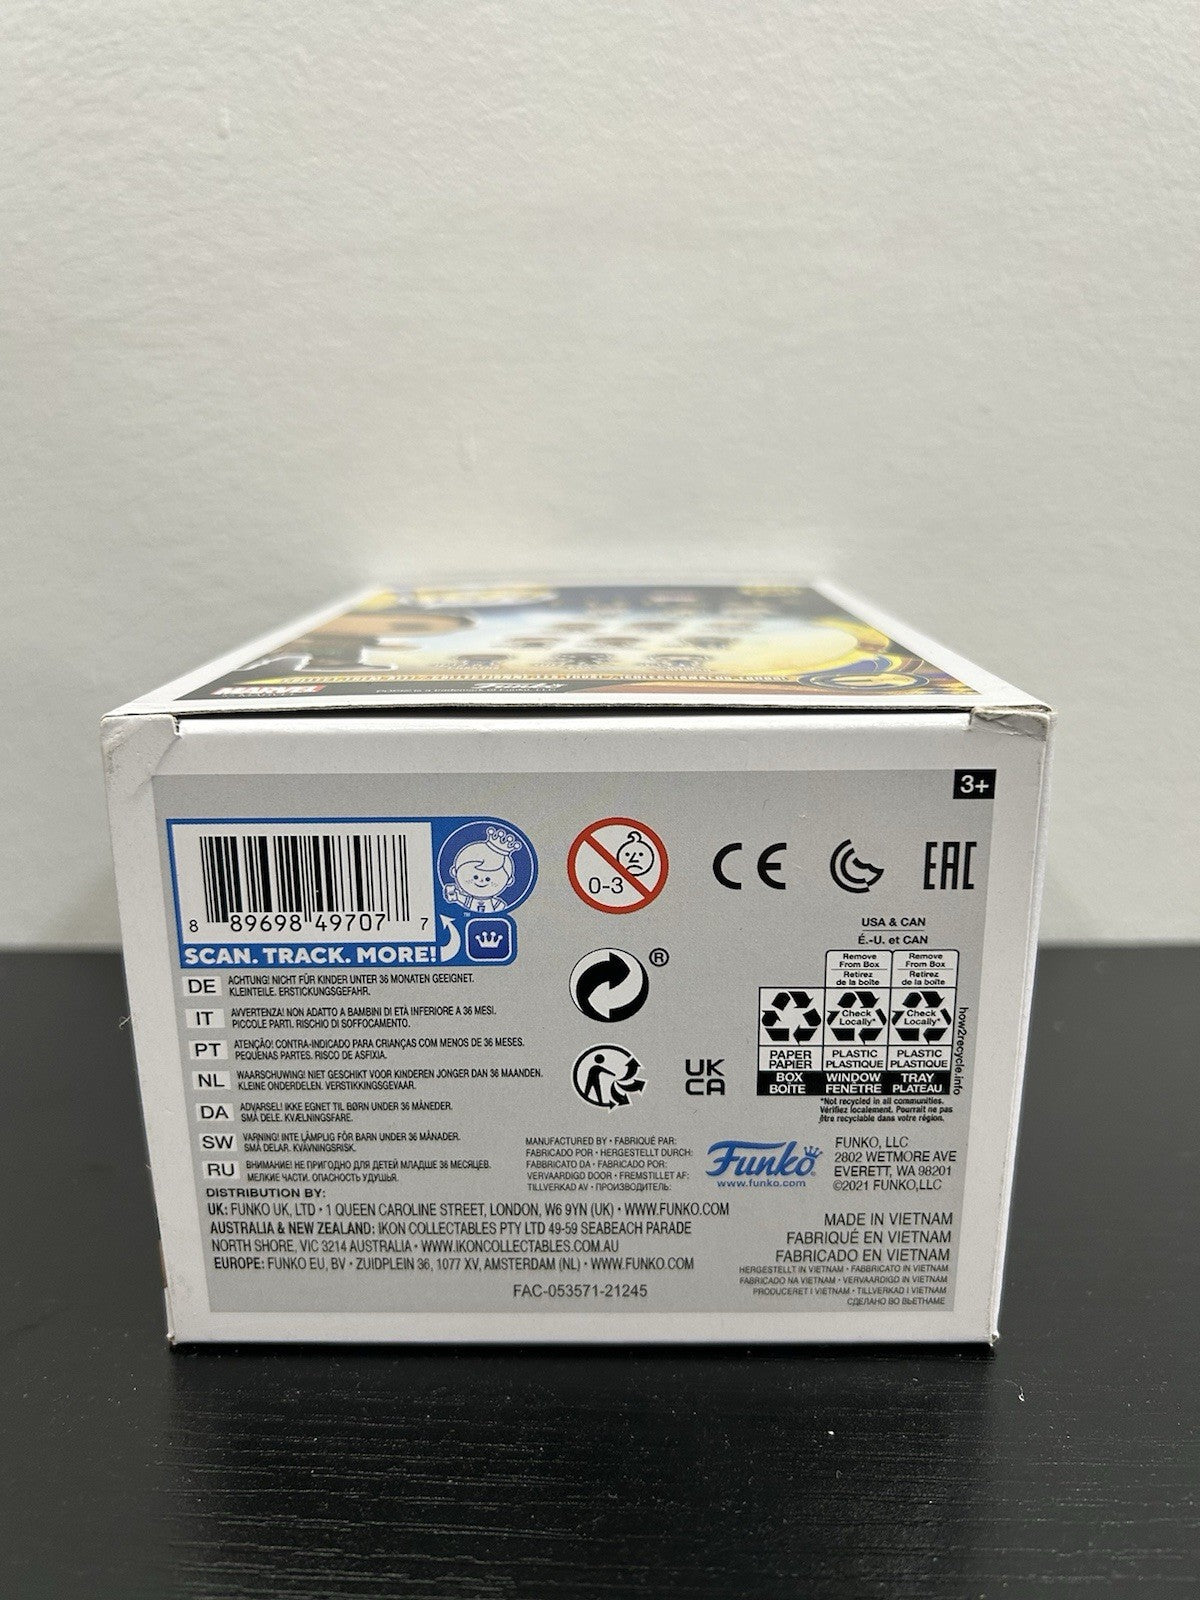 MARVEL
3+
8 89698 49707 7
SCAN. TRACK. MORE!
™
0-3
CE
EAC
®
UK
CA
USA & CAN
É.-U. et CAN
Remove
From Box
Retirez
de la boîte
Remove
From Box
Retirez
de la boîte
Check
Locally*
Check
Locally*
PAPER
PAPIER
PLASTIC
PLASTIQUE
PLASTIC
PLASTIQUE
BOX
BOÎTE
WINDOW
FENÊTRE
TRAY
PLATEAU
how2recycle.info
*Not recycled in all communities.
Vérifiez localement. Pourrait ne pas
être recyclable dans votre région.
DE ACHTUNG! NICHT FÜR KINDER UNTER 36 MONATEN GEEIGNET.
KLEINTEILE. ERSTICKUNGSGEFAHR.
IT AVVERTENZA! NON ADATTO A BAMBINI DI ETÀ INFERIORE A 36 MESI.
PICCOLE PARTI. RISCHIO DI SOFFOCAMENTO.
PT ATENÇÃO! CONTRA-INDICADO PARA CRIANÇAS COM MENOS DE 36 MESES.
PEQUENAS PARTES. RISCO DE ASFIXIA.
NL WAARSCHUWING! NIET GESCHIKT VOOR KINDEREN JONGER DAN 36 MAANDEN.
KLEINE ONDERDELEN. VERSTIKKINGSGEVAAR.
DA ADVARSEL! IKKE EGNET TIL BØRN UNDER 36 MÅNEDER.
SMÅ DELE. KVÆLNINGSFARE.
SW VARNING! INTE LÄMPLIG FÖR BARN UNDER 36 MÅNADER.
SMÅ DELAR. KVÄVNINGSRISK.
RU ВНИМАНИЕ! НЕ ПРИГОДНО ДЛЯ ДЕТЕЙ МЛАДШЕ 36 МЕСЯЦЕВ.
МЕЛКИЕ ЧАСТИ. ОПАСНОСТЬ УДУШЬЯ.
MANUFACTURED BY • FABRIQUÉ PAR:
FABRICADO POR • HERGESTELLT DURCH:
FABBRICATO DA • FABRICADO POR:
VERVAARDIGD DOOR • FREMSTILLET AF:
TILLVERKAD AV • ПРОИЗВОДИТЕЛЬ:
Funko
www.funko.com
FUNKO, LLC
2802 WETMORE AVE
EVERETT, WA 98201
©2021 FUNKO,LLC
DISTRIBUTION BY:
UK: FUNKO UK, LTD • 1 QUEEN CAROLINE STREET, LONDON, W6 9YN (UK) • WWW.FUNKO.COM
AUSTRALIA & NEW ZEALAND: IKON COLLECTABLES PTY LTD 49-59 SEABEACH PARADE
NORTH SHORE, VIC 3214 AUSTRALIA • WWW.IKONCOLLECTABLES.COM.AU
EUROPE: FUNKO EU, BV • ZUIDPLEIN 36, 1077 XV, AMSTERDAM (NL) • WWW.FUNKO.COM
FAC-053571-21245
MADE IN VIETNAM
FABRIQUÉ EN VIETNAM
FABRICADO EN VIETNAM
HERGESTELLT IN VIETNAM • FABBRICATO IN VIETNAM
FABRICADO NA VIETNAM • VERVAARDIGD IN VIETNAM
PRODUCERET I VIETNAM • TILLVERKAD I VIETNAM
СДЕЛАНО ВО ВЬЕТНАМЕ